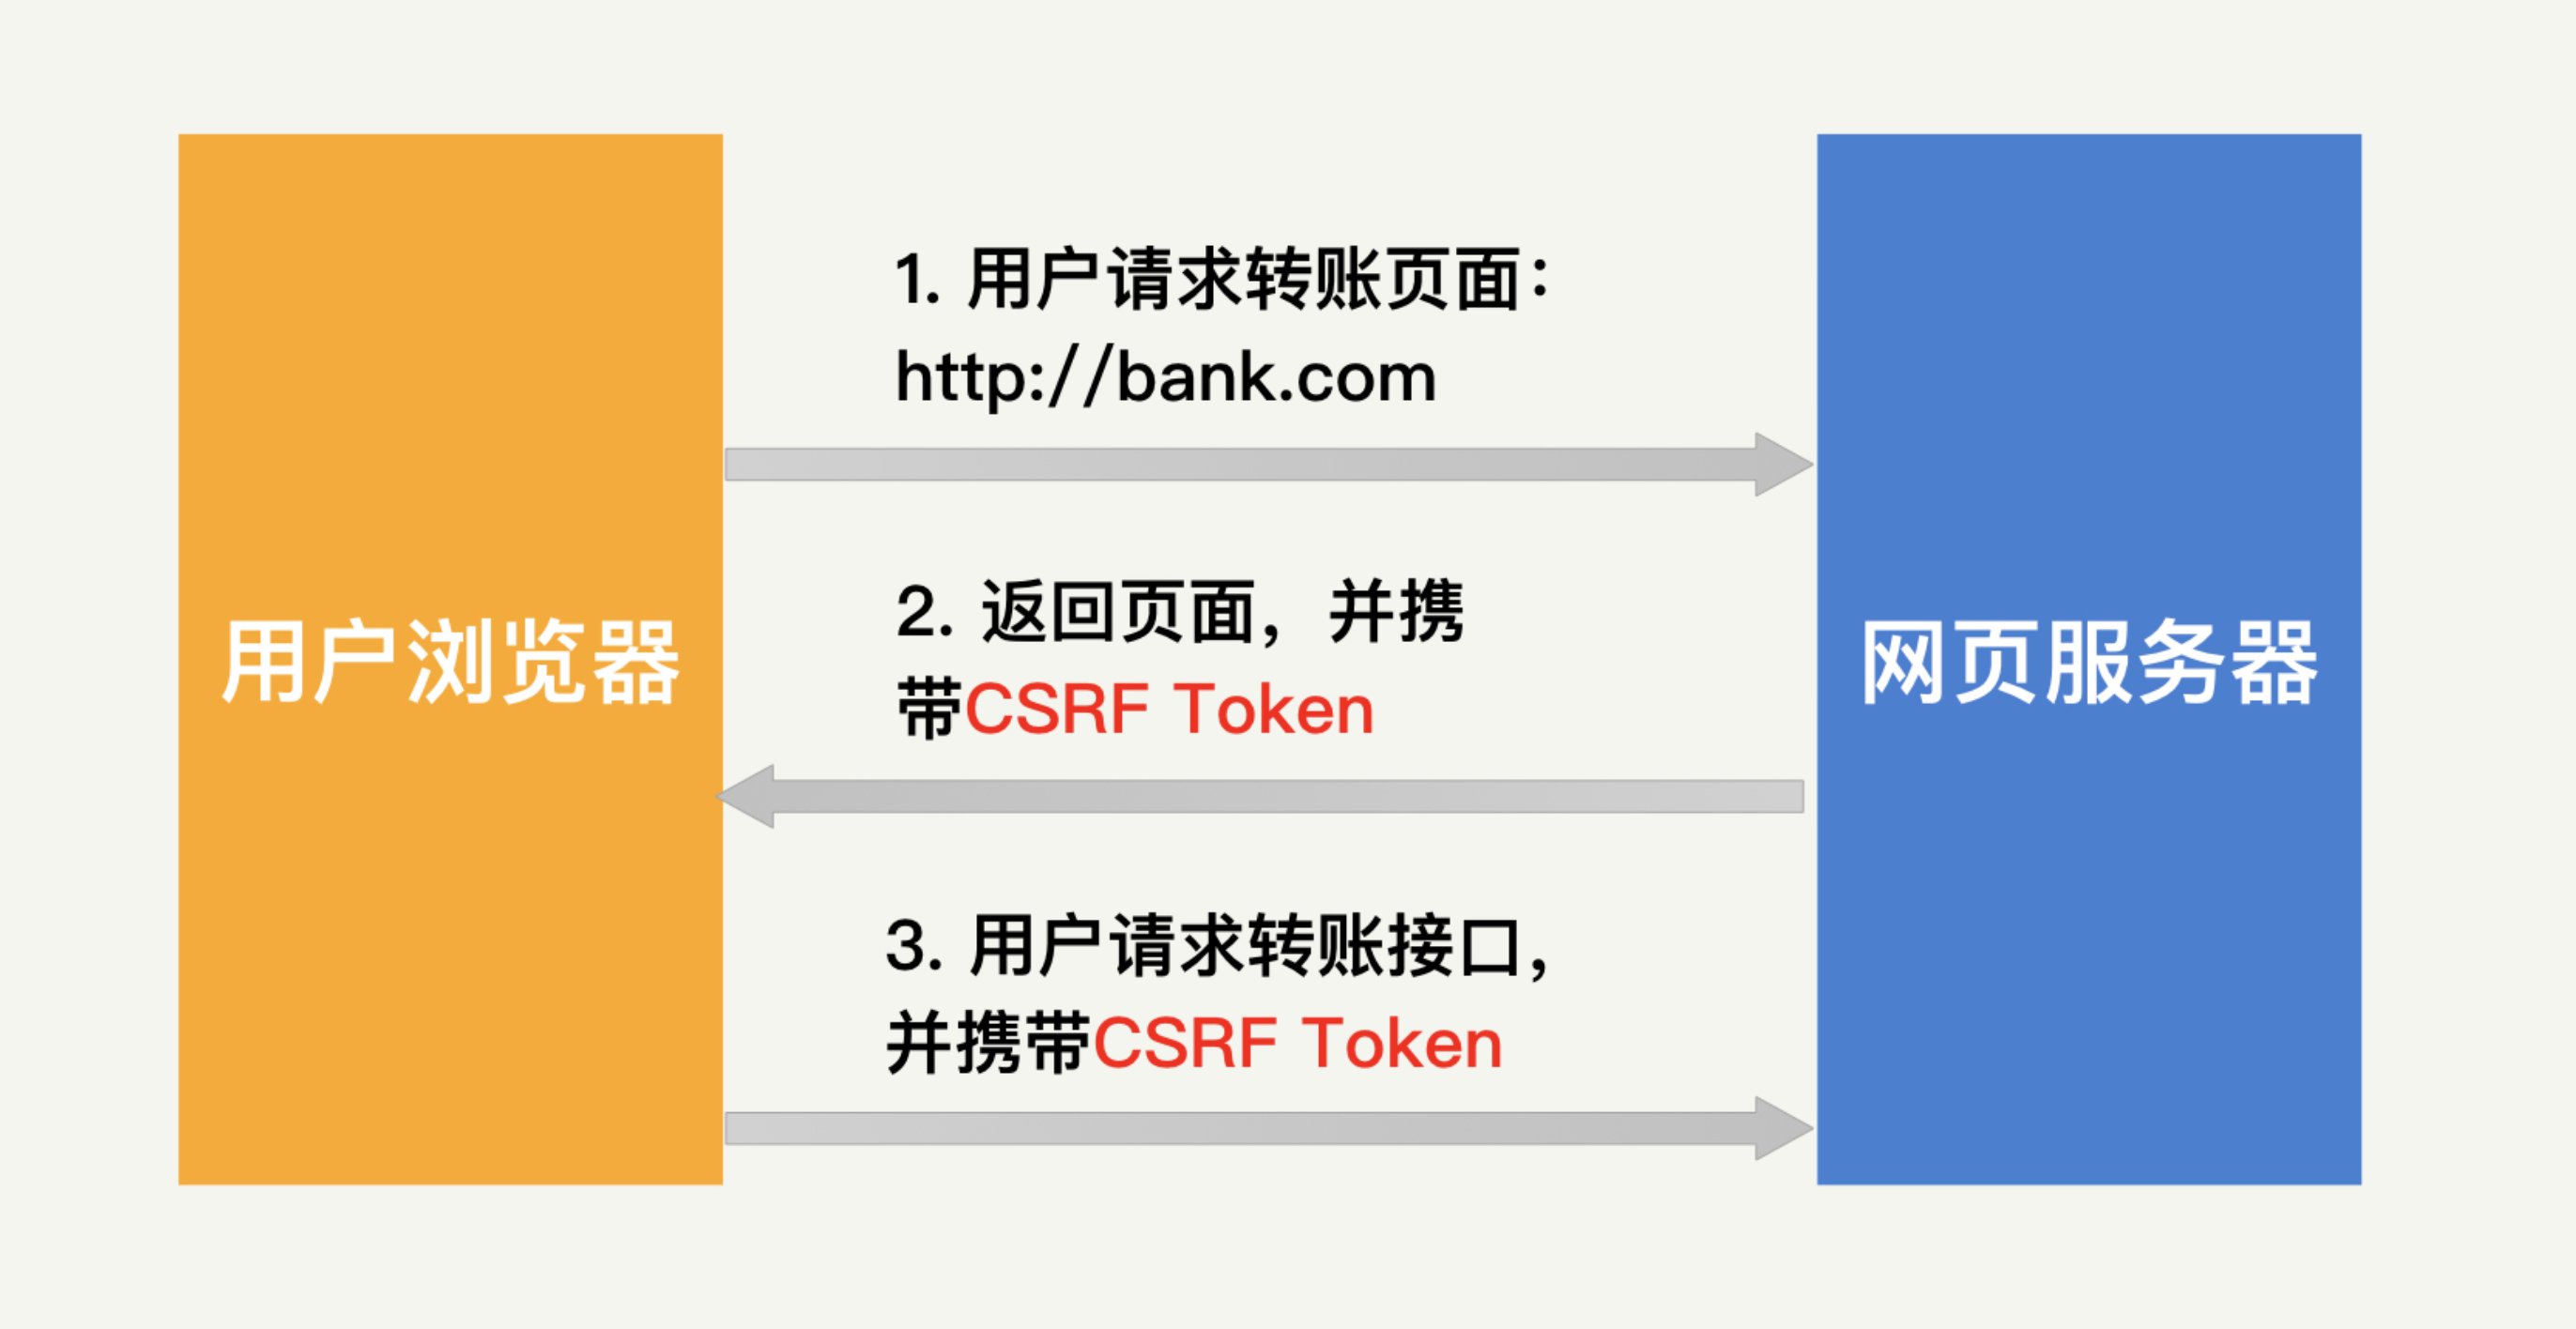 用户浏览器
1. 用户请求转账页面：
http://bank.com
2. 返回页面，并携
带CSRF Token
3. 用户请求转账接口，
并携带CSRF Token
网页服务器